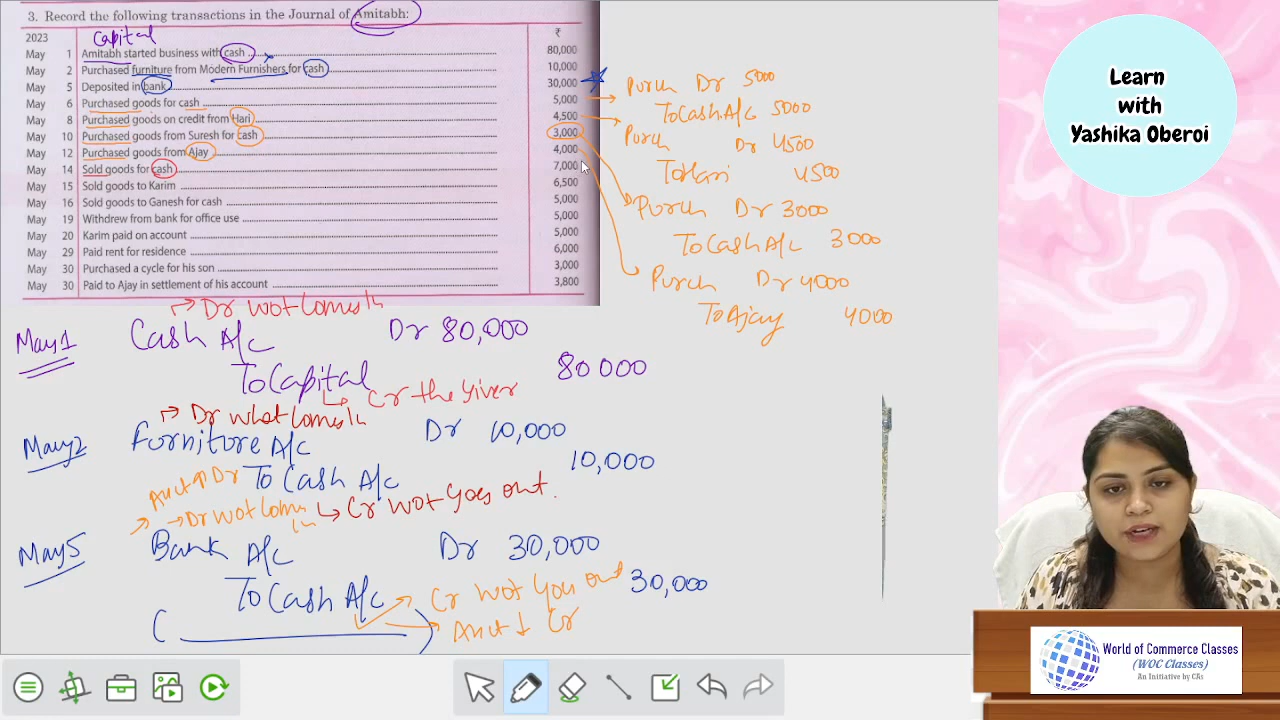 3. Record the following transactions in the Journal of Amitabh:
2023 Capital ₹
May 1 Amitabh started business with cash 80,000
May 2 Purchased furniture from Modern Furnishers for cash 10,000
May 5 Deposited in bank 30,000
May 6 Purchased goods for cash 5,000
May 8 Purchased goods on credit from Hari 4,500
May 10 Purchased goods from Suresh for cash 3,000
May 12 Purchased goods from Ajay 4,000
May 14 Sold goods for cash 7,000
May 15 Sold goods to Karim 6,500
May 16 Sold goods to Ganesh for cash 5,000
May 19 Withdrew from bank for office use 5,000
May 20 Karim paid on account 5,000
May 29 Paid rent for residence 6,000
May 30 Purchased a cycle for his son 3,000
May 30 Paid to Ajay in settlement of his account 3,800
Purch Dr 5000
To Cash A/c 5000
Purch Dr 4500
To Hari 4500
Purch Dr 3000
To Cash A/c 3000
Purch Dr 4000
To Ajay 4000
→ Dr wot comes in
May 1 Cash A/c Dr 80,000
To Capital 80000
→ Cr the giver
→ Dr what comes in
May 2 Furniture A/c Dr 10,000
To Cash A/c 10,000
Amt ↑ Dr
→ Dr wot comes in
→ Cr wot goes out.
May 5 Bank A/c Dr 30,000
To Cash A/c 30,000
Cr wot goes out
Amt ↓ Cr
Learn
with
Yashika Oberoi
World of Commerce Classes
(WOC Classes)
An Initiative by CAs